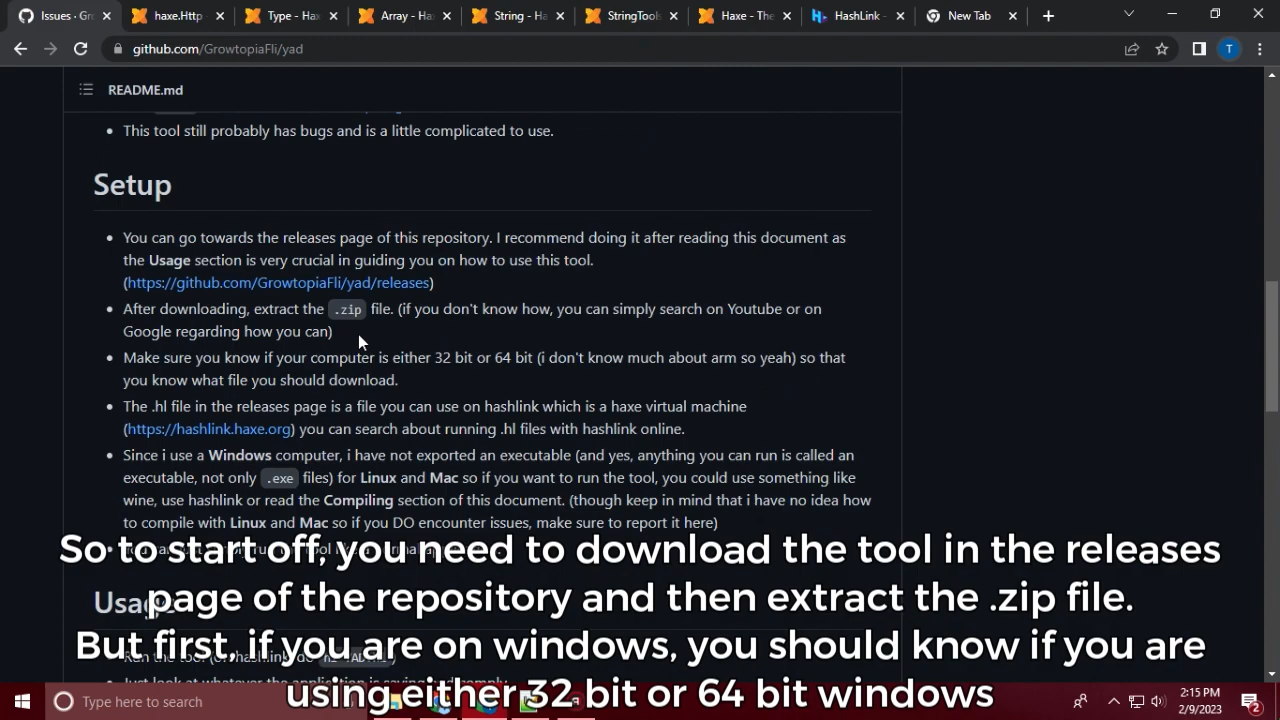 Issues · G
haxe.Http
Type - Hax
Array - Hax
String - Ha
StringTools
Haxe - The
HashLink -
New Tab
github.com/GrowtopiaFli/yad
T
README.md
• This tool still probably has bugs and is a little complicated to use.
Setup
• You can go towards the releases page of this repository. I recommend doing it after reading this document as
the Usage section is very crucial in guiding you on how to use this tool.
(https://github.com/GrowtopiaFli/yad/releases)
• After downloading, extract the .zip file. (if you don't know how, you can simply search on Youtube or on
Google regarding how you can)
• Make sure you know if your computer is either 32 bit or 64 bit (i don't know much about arm so yeah) so that
you know what file you should download.
• The .hl file in the releases page is a file you can use on hashlink which is a haxe virtual machine
(https://hashlink.haxe.org) you can search about running .hl files with hashlink online.
• Since i use a Windows computer, i have not exported an executable (and yes, anything you can run is called an
executable, not only .exe files) for Linux and Mac so if you want to run the tool, you could use something like
wine, use hashlink or read the Compiling section of this document. (though keep in mind that i have no idea how
to compile with Linux and Mac so if you DO encounter issues, make sure to report it here)
So to start off, you need to download the tool in the releases
page of the repository and then extract the .zip file.
But first, if you are on windows, you should know if you are
using either 32 bit or 64 bit windows
Usage
Type here to search
2:15 PM
2/9/2023
2